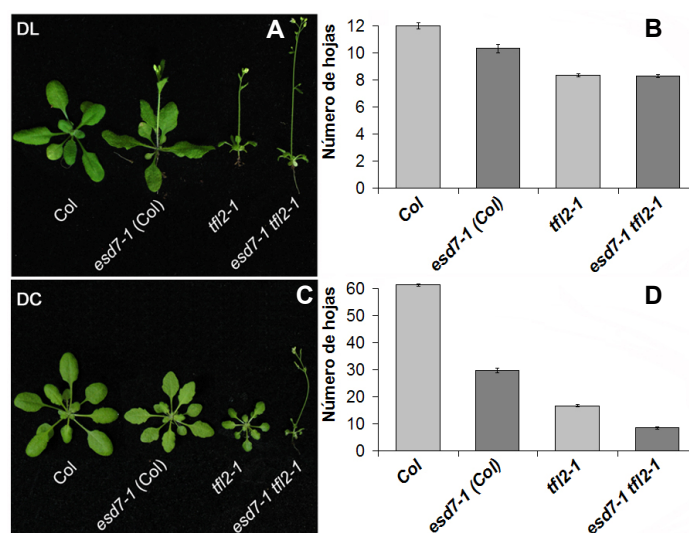 DL
A
Col
esd7-1 (Col)
tfl2-1
esd7-1 tfl2-1
B
Número de hojas
12
10
8
6
4
2
0
Col
esd7-1 (Col)
tfl2-1
esd7-1 tfl2-1
DC
C
Col
esd7-1 (Col)
tfl2-1
esd7-1 tfl2-1
D
Número de hojas
60
50
40
30
20
10
0
Col
esd7-1 (Col)
tfl2-1
esd7-1 tfl2-1